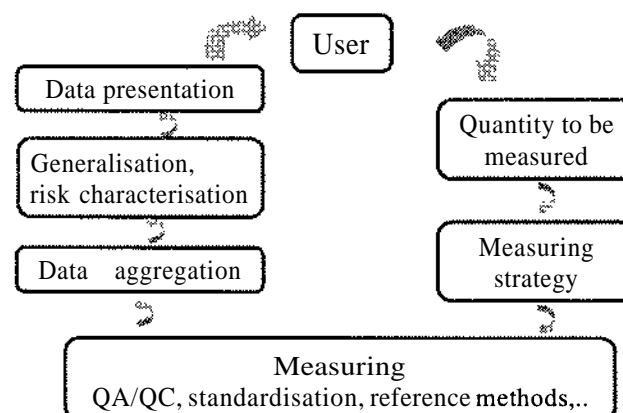 User
Data presentation
Generalisation,
risk characterisation
Data aggregation
Quantity to be
measured
Measuring
strategy
Measuring
QA/QC, standardisation, reference methods,..